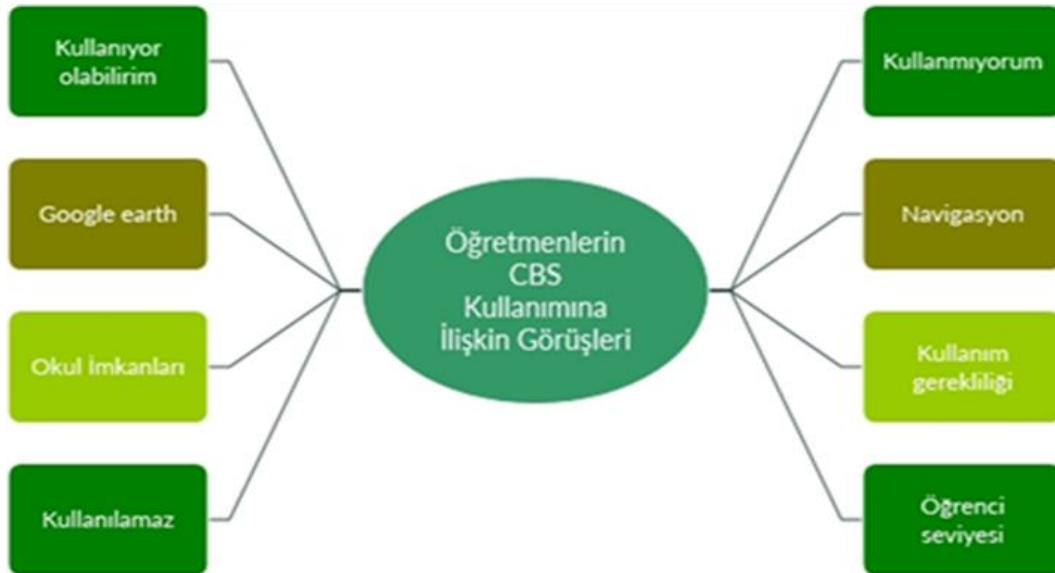 Kullanıyor
olabilirim
Google earth
Okul İmkanları
Kullanılamaz
Öğretmenlerin
CBS
Kullanımına
İlişkin Görüşleri
Kullanmıyorum
Navigasyon
Kullanım
gerekliliği
Öğrenci
seviyesi